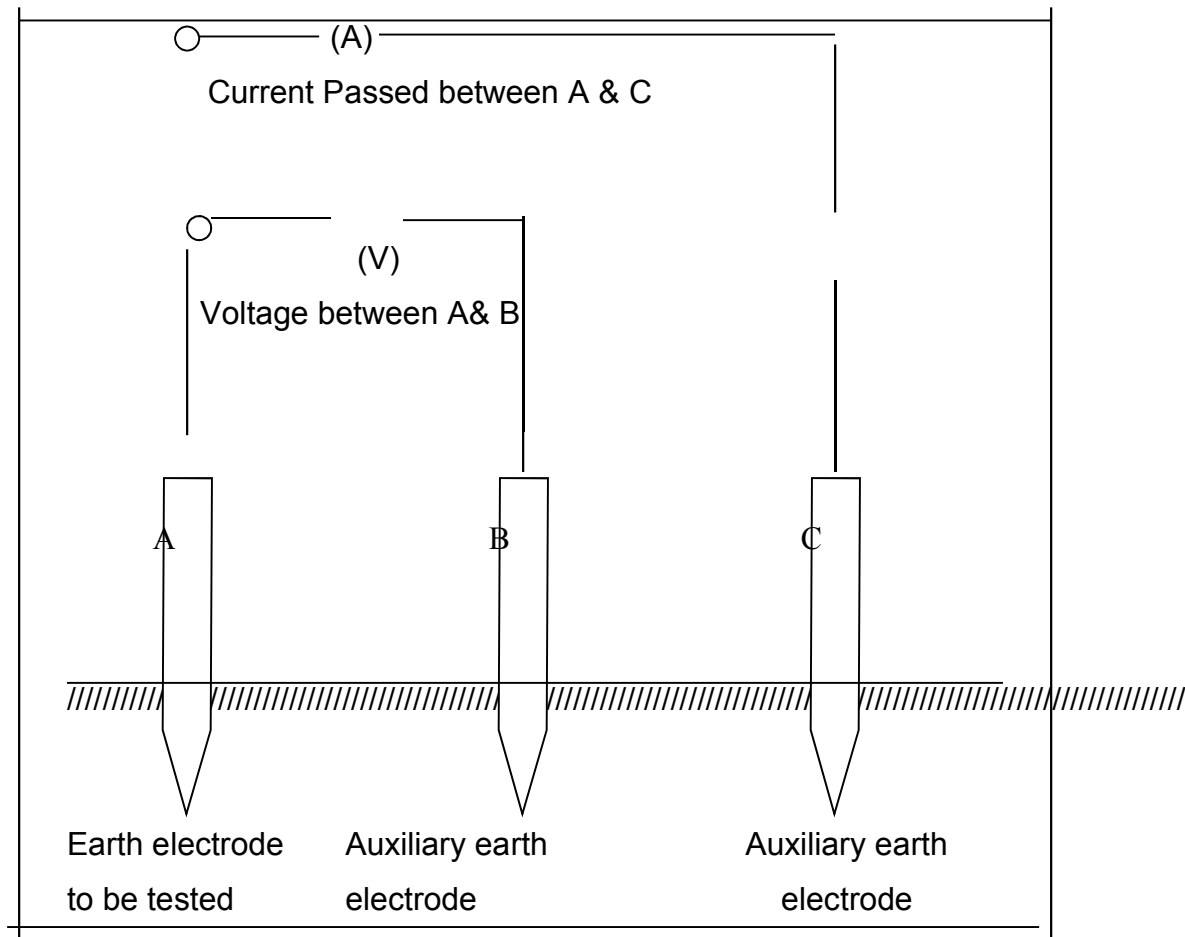 (A)
Current Passed between A & C
(V)
Voltage between A& B
A B C
Earth electrode Auxiliary earth Auxiliary earth
to be tested electrode electrode